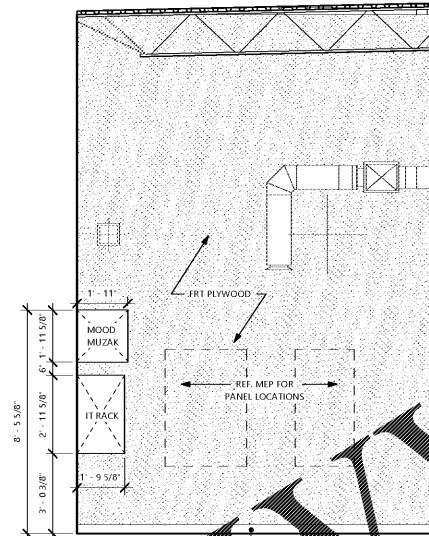 FRT PLYWOOD
1' - 11"
MOOD
MUZAK
1' - 11 5/8"
6"
8' - 5 5/8"
2' - 11 5/8"
IT RACK
REF. MEP FOR
PANEL LOCATIONS
1' - 9 5/8"
3' - 0 3/8"